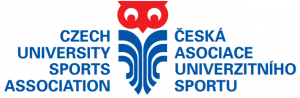 CZECH
UNIVERSITY
SPORTS
ASSOCIATION
ČESKÁ
ASOCIACE
UNIVERZITNÍHO
SPORTU